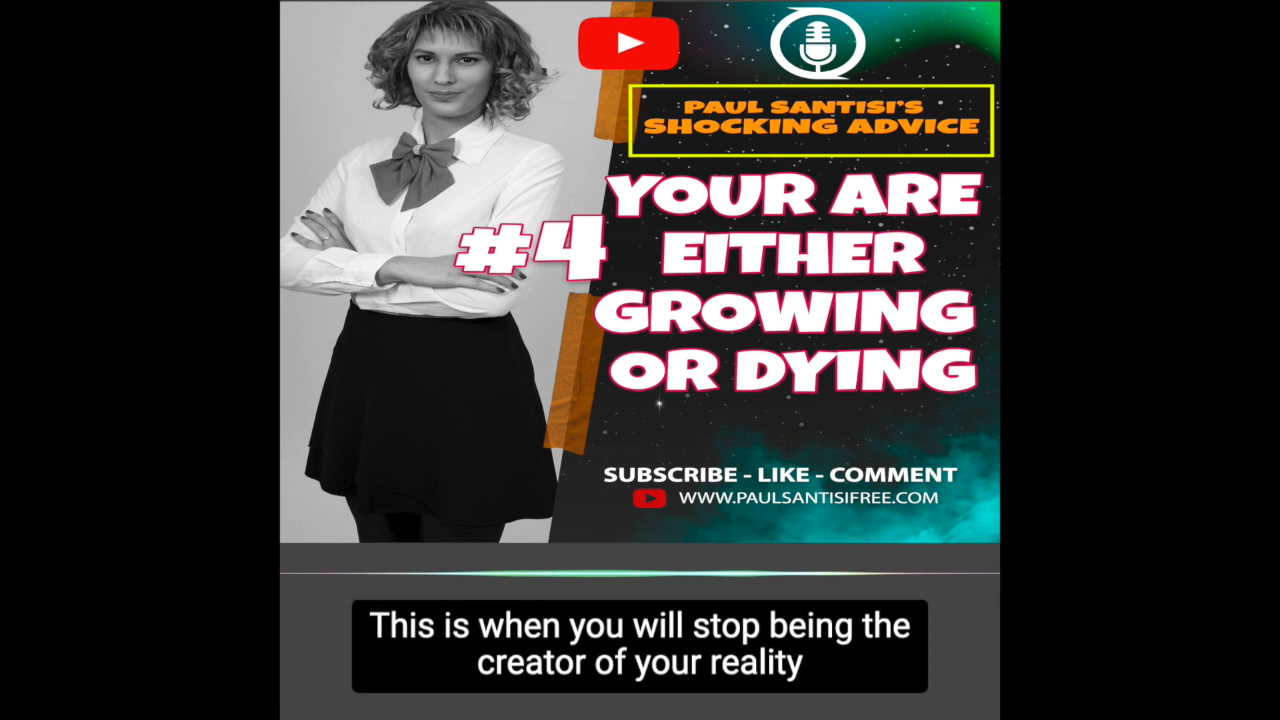 PAUL SANTISI'S
SHOCKING ADVICE
#4
YOUR ARE
EITHER
GROWING
OR DYING
SUBSCRIBE - LIKE - COMMENT
WWW.PAULSANTISIFREE.COM
This is when you will stop being the
creator of your reality